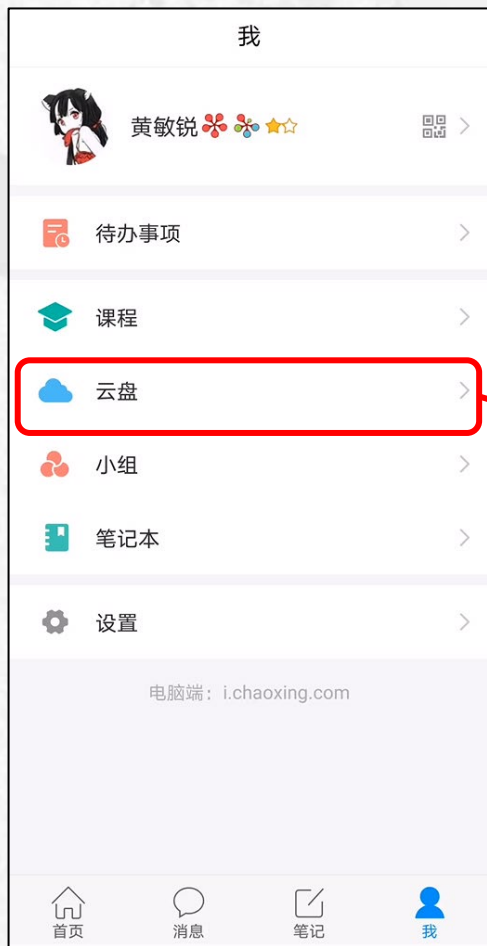 我
黄敏锐
待办事项
课程
云盘
小组
笔记本
设置
电脑端：i.chaoxing.com
首页 消息 笔记 我